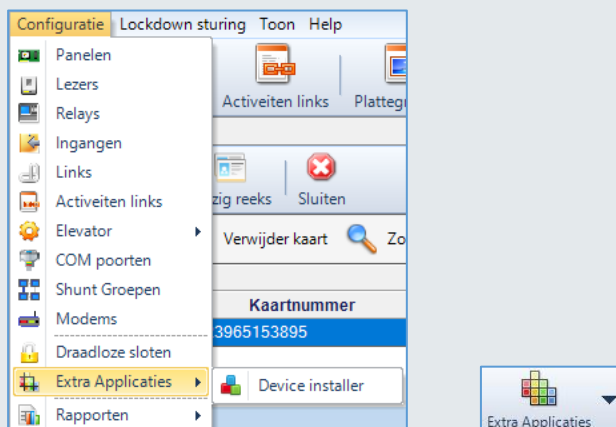 Configuratie Lockdown sturing Toon Help
Panelen
Lezers
Relays
Ingangen
Links
Activeiten links
Elevator
COM poorten
Shunt Groepen
Modems
Draadloze sloten
Extra Applicaties
Rapporten
Activeiten links Platteg
zig reeks Sluiten
Verwijder kaart Zo
Kaartnummer
3965153895
Device installer
Extra Applicaties